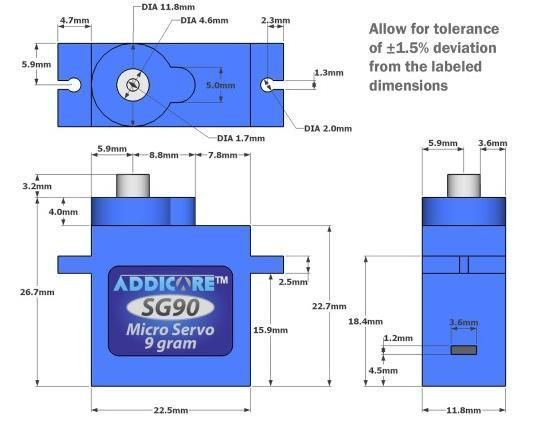 DIA 11.8mm
4.7mm
DIA 4.6mm
2.3mm
Allow for tolerance
of ±1.5% deviation
from the labeled
dimensions
5.9mm
5.0mm
1.3mm
DIA 2.0mm
DIA 1.7mm
5.9mm
8.8mm
7.8mm
5.9mm
3.6mm
3.2mm
4.0mm
ADDICORE™
SG90
Micro Servo
9 gram
2.5mm
26.7mm
22.7mm
15.9mm
18.4mm
3.6mm
1.2mm
4.5mm
22.5mm
11.8mm